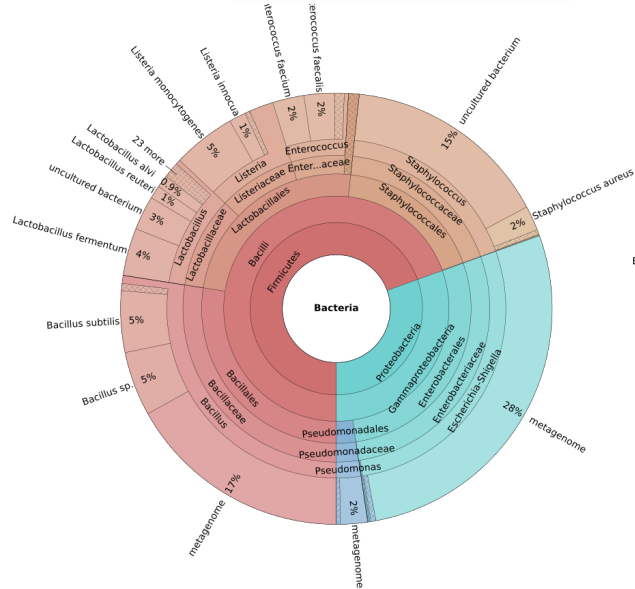 terococcus faecium
:erococcus faecalis
Listeria innocua
Listeria monocytogenes
23 more
Lactobacillus alvi
Lactobacillus reuteri
uncultured bacterium
Lactobacillus fermentum
Bacillus subtilis
Bacillus sp.
metagenome
metagenome
metagenome
Staphylococcus aureus
uncultured bacterium
2%
2%
1%
5%
0.9%
1%
3%
4%
5%
5%
17%
2%
28%
2%
15%
Enterococcus
Enter...aceae
Listeria
Listeriaceae
Lactobacillales
Lactobacillus
Lactobacillaceae
Staphylococcus
Staphylococcaceae
Staphylococcales
Bacilli
Firmicutes
Bacteria
Proteobacteria
Gammaproteobacteria
Enterobacterales
Enterobacteriaceae
Escherichia-Shigella
Bacillales
Bacillaceae
Bacillus
Pseudomonadales
Pseudomonadaceae
Pseudomonas
E